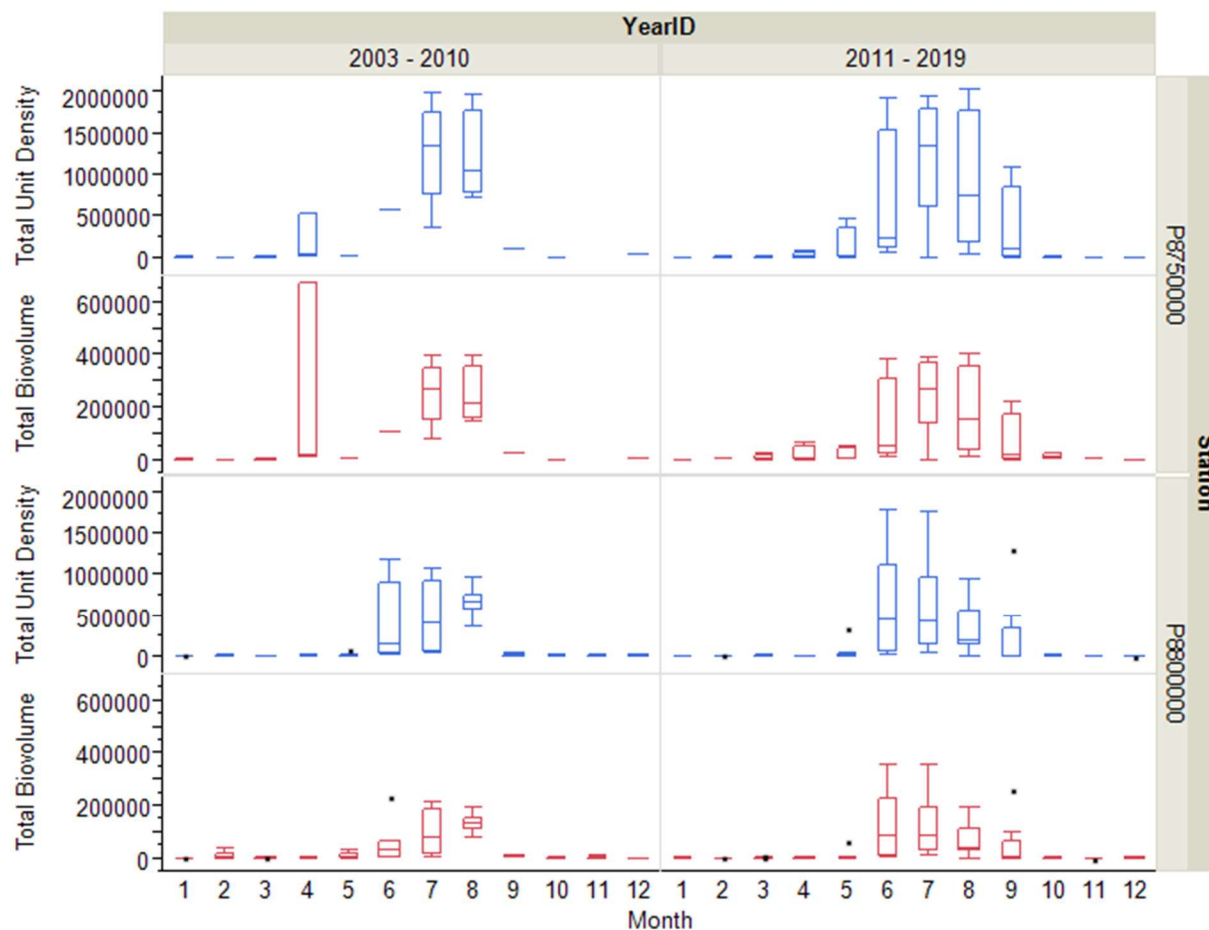 YearID
2003 - 2010 2011 - 2019
Total Unit Density
2000000
1500000
1000000
500000
0
Total Biovolume
600000
400000
200000
0
P8750000
Total Unit Density
2000000
1500000
1000000
500000
0
Total Biovolume
600000
400000
200000
0
P8800000
Station
1 2 3 4 5 6 7 8 9 10 11 12 1 2 3 4 5 6 7 8 9 10 11 12
Month